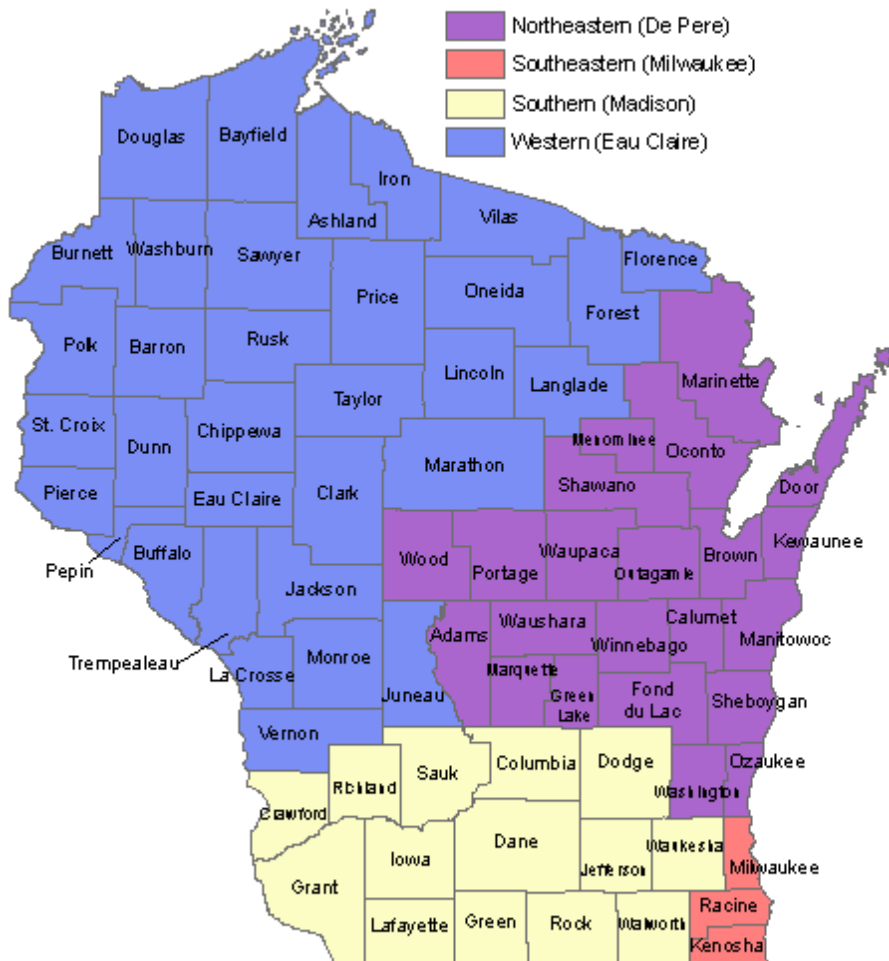 Northeastern (De Pere)
Southeastern (Milwaukee)
Southern (Madison)
Western (Eau Claire)
Douglas
Bayfield
Iron
Ashland
Vilas
Burnett
Washburn
Sawyer
Florence
Price
Oneida
Forest
Polk
Barron
Rusk
Lincoln
Langlade
Marinette
Taylor
St. Croix
Dunn
Chippewa
Menominee
Oconto
Marathon
Pierce
Eau Claire
Clark
Shawano
Door
Pepin
Buffalo
Wood
Portage
Waupaca
Outagamie
Brown
Kewaunee
Jackson
Trempealeau
La Crosse
Monroe
Juneau
Adams
Waushara
Winnebago
Calumet
Manitowoc
Marquette
Green
Lake
Fond
du Lac
Sheboygan
Vernon
Richland
Sauk
Columbia
Dodge
Washington
Ozaukee
Crawford
Grant
Iowa
Dane
Jefferson
Waukesha
Milwaukee
Lafayette
Green
Rock
Walworth
Racine
Kenosha